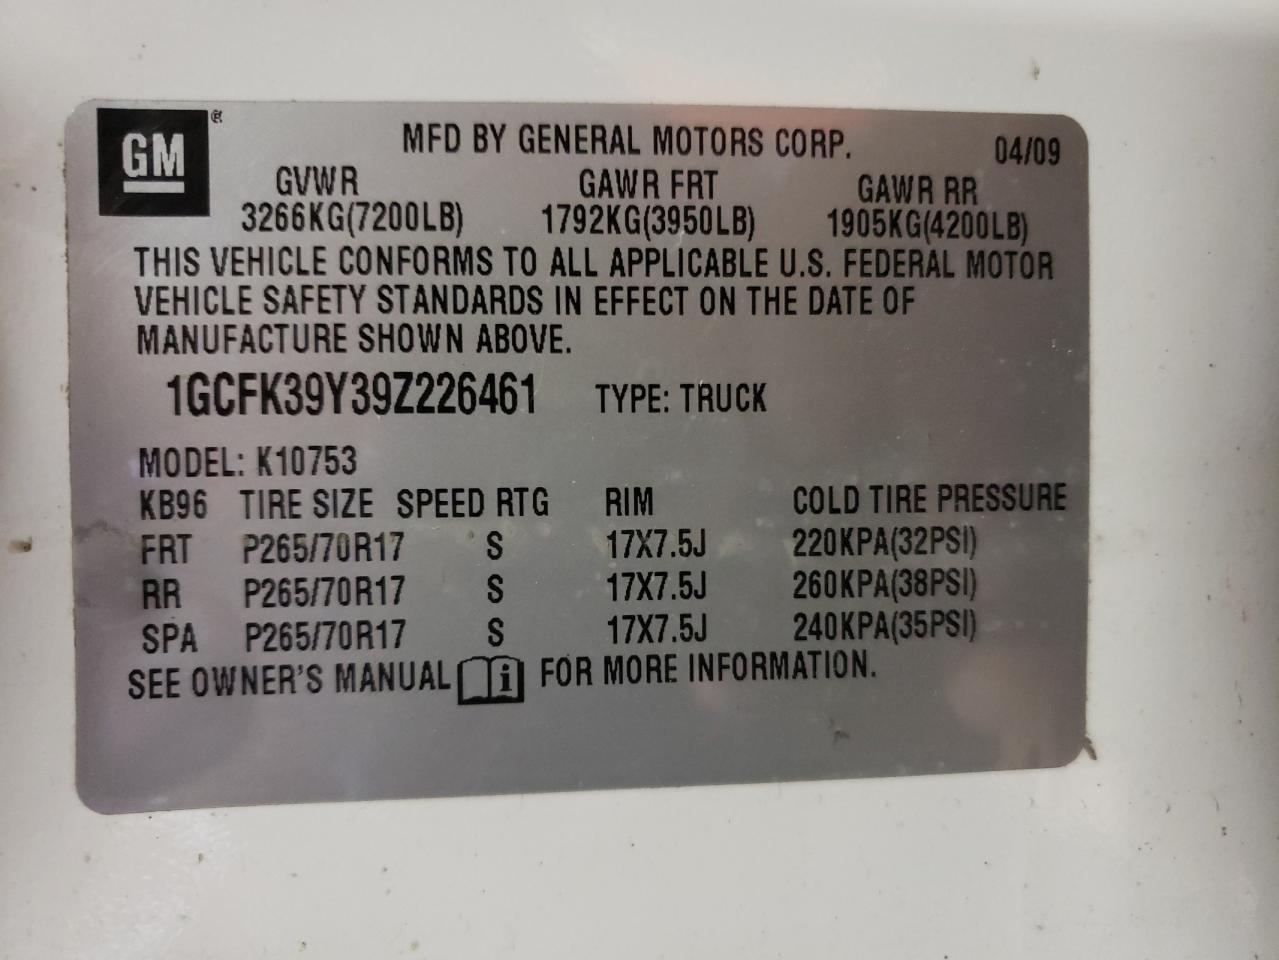 GM ® MFD BY GENERAL MOTORS CORP. 04/09
GVWR GAWR FRT GAWR RR
3266KG(7200LB) 1792KG(3950LB) 1905KG(4200LB)
THIS VEHICLE CONFORMS TO ALL APPLICABLE U.S. FEDERAL MOTOR
VEHICLE SAFETY STANDARDS IN EFFECT ON THE DATE OF
MANUFACTURE SHOWN ABOVE.
1GCFK39Y39Z226461 TYPE: TRUCK
MODEL: K10753
KB96 TIRE SIZE SPEED RTG RIM COLD TIRE PRESSURE
FRT P265/70R17 S 17X7.5J 220KPA(32PSI)
RR P265/70R17 S 17X7.5J 260KPA(38PSI)
SPA P265/70R17 S 17X7.5J 240KPA(35PSI)
SEE OWNER'S MANUAL i FOR MORE INFORMATION.